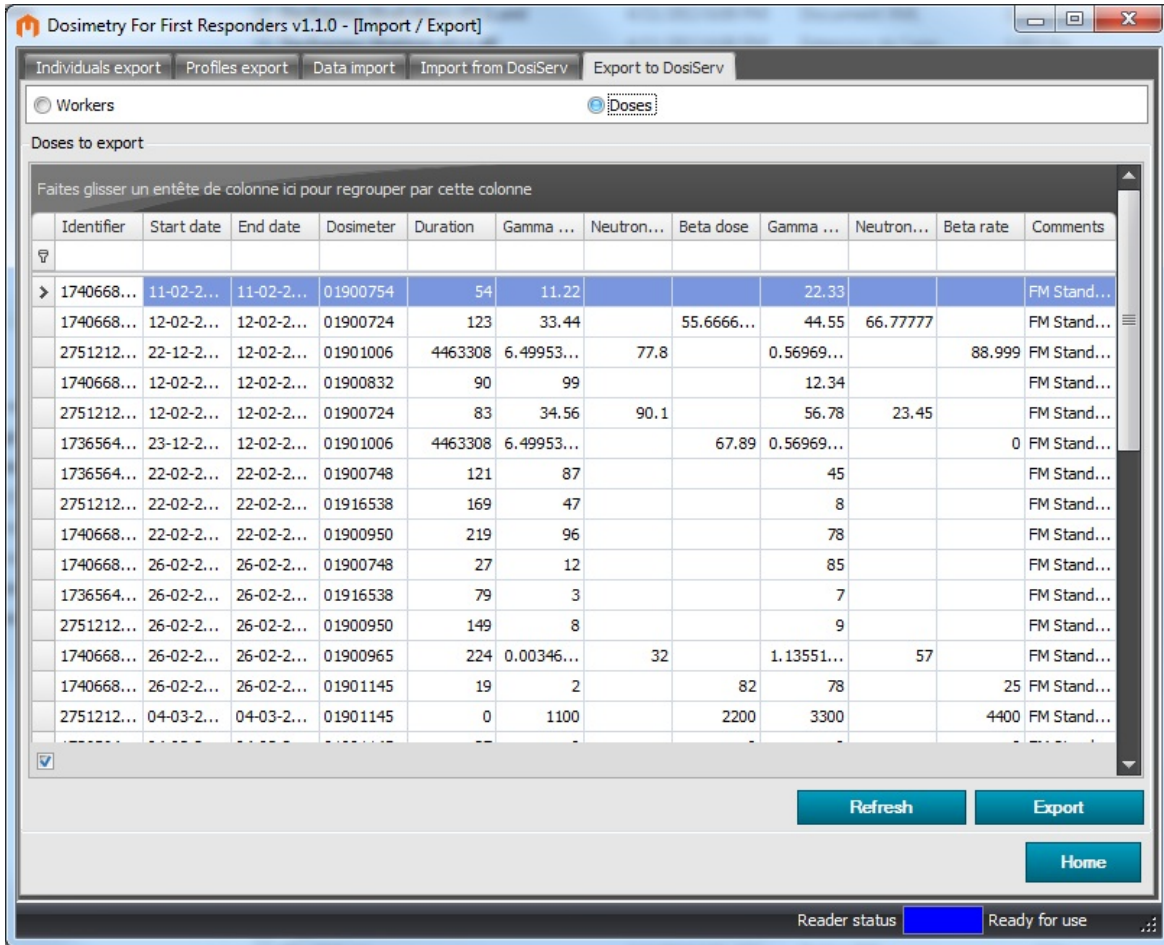 Dosimetry For First Responders v1.1.0 - [Import / Export]
Individuals export Profiles export Data import Import from DosiServ Export to DosiServ
Workers Doses
Doses to export
Faites glisser un entête de colonne ici pour regrouper par cette colonne
Identifier Start date End date Dosimeter Duration Gamma ... Neutron... Beta dose Gamma ... Neutron... Beta rate Comments
1740668... 11-02-2... 11-02-2... 01900754 54 11.22 22.33 FM Stand...
1740668... 12-02-2... 12-02-2... 01900724 123 33.44 55.6666... 44.55 66.77777 FM Stand...
2751212... 22-12-2... 12-02-2... 01901006 4463308 6.49953... 77.8 0.56969... 88.999 FM Stand...
1740668... 12-02-2... 12-02-2... 01900832 90 99 12.34 FM Stand...
2751212... 12-02-2... 12-02-2... 01900724 83 34.56 90.1 56.78 23.45 FM Stand...
1736564... 23-12-2... 12-02-2... 01901006 4463308 6.49953... 67.89 0.56969... 0 FM Stand...
1736564... 22-02-2... 22-02-2... 01900748 121 87 45 FM Stand...
2751212... 22-02-2... 22-02-2... 01916538 169 47 8 FM Stand...
1740668... 22-02-2... 22-02-2... 01900950 219 96 78 FM Stand...
1740668... 26-02-2... 26-02-2... 01900748 27 12 85 FM Stand...
1736564... 26-02-2... 26-02-2... 01916538 79 3 7 FM Stand...
2751212... 26-02-2... 26-02-2... 01900950 149 8 9 FM Stand...
1740668... 26-02-2... 26-02-2... 01900965 224 0.00346... 32 1.13551... 57 FM Stand...
1740668... 26-02-2... 26-02-2... 01901145 19 2 82 78 25 FM Stand...
2751212... 04-03-2... 04-03-2... 01901145 0 1100 2200 3300 4400 FM Stand...
Refresh Export
Home
Reader status Ready for use